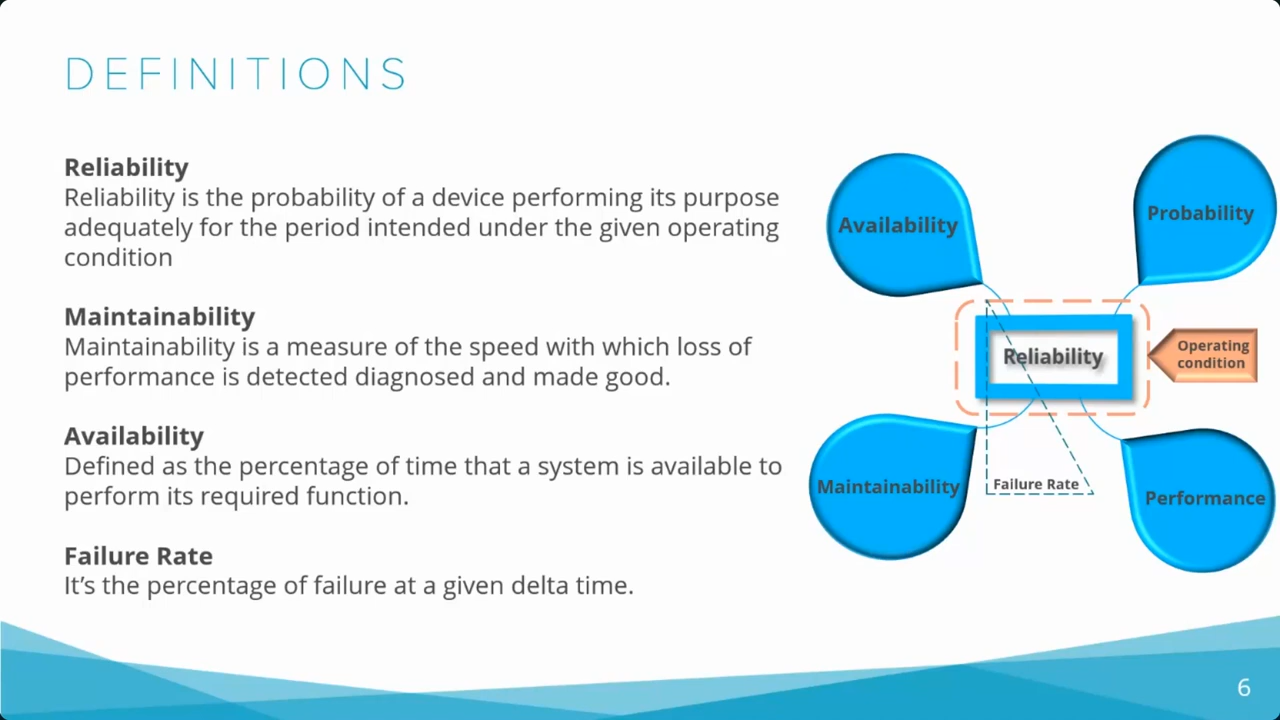 DEFINITIONS
Reliability
Reliability is the probability of a device performing its purpose
adequately for the period intended under the given operating
condition
Maintainability
Maintainability is a measure of the speed with which loss of
performance is detected diagnosed and made good.
Availability
Defined as the percentage of time that a system is available to
perform its required function.
Failure Rate
It’s the percentage of failure at a given delta time.
Availability
Probability
Reliability
Operating
condition
Maintainability
Failure Rate
Performance
6